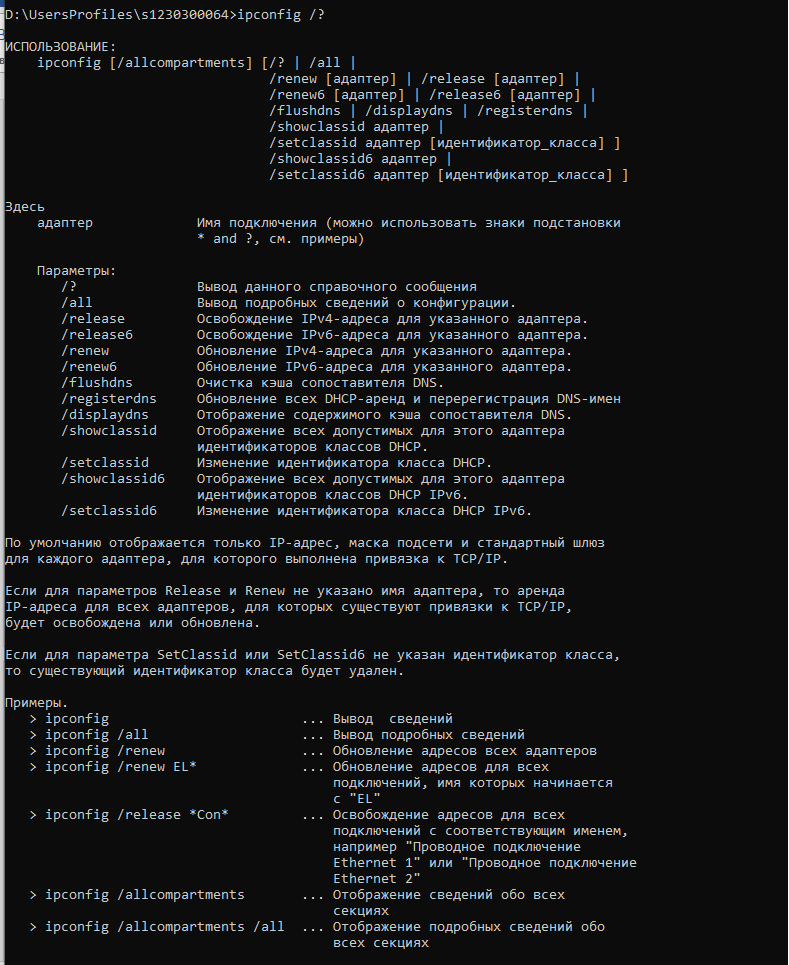 D:\UsersProfiles\s1230300064>ipconfig /?
ИСПОЛЬЗОВАНИЕ:
ipconfig [/allcompartments] [/? | /all |
/renew [адаптер] | /release [адаптер] |
/renew6 [адаптер] | /release6 [адаптер] |
/flushdns | /displaydns | /registerdns |
/showclassid адаптер |
/setclassid адаптер [идентификатор_класса] ]
/showclassid6 адаптер |
/setclassid6 адаптер [идентификатор_класса] ]
Здесь
адаптер Имя подключения (можно использовать знаки подстановки
* and ?, см. примеры)
Параметры:
/? Вывод данного справочного сообщения
/all Вывод подробных сведений о конфигурации.
/release Освобождение IPv4-адреса для указанного адаптера.
/release6 Освобождение IPv6-адреса для указанного адаптера.
/renew Обновление IPv4-адреса для указанного адаптера.
/renew6 Обновление IPv6-адреса для указанного адаптера.
/flushdns Очистка кэша сопоставителя DNS.
/registerdns Обновление всех DHCP-аренд и перерегистрация DNS-имен
/displaydns Отображение содержимого кэша сопоставителя DNS.
/showclassid Отображение всех допустимых для этого адаптера
идентификаторов классов DHCP.
/setclassid Изменение идентификатора класса DHCP.
/showclassid6 Отображение всех допустимых для этого адаптера
идентификаторов классов DHCP IPv6.
/setclassid6 Изменение идентификатора класса DHCP IPv6.
По умолчанию отображается только IP-адрес, маска подсети и стандартный шлюз
для каждого адаптера, для которого выполнена привязка к TCP/IP.
Если для параметров Release и Renew не указано имя адаптера, то аренда
IP-адреса для всех адаптеров, для которых существуют привязки к TCP/IP,
будет освобождена или обновлена.
Если для параметра SetClassid или SetClassid6 не указан идентификатор класса,
то существующий идентификатор класса будет удален.
Примеры.
> ipconfig ... Вывод  сведений
> ipconfig /all ... Вывод подробных сведений
> ipconfig /renew ... Обновление адресов всех адаптеров
> ipconfig /renew EL* ... Обновление адресов для всех
подключений, имя которых начинается
с "EL"
> ipconfig /release *Con* ... Освобождение адресов для всех
подключений с соответствующим именем,
например "Проводное подключение
Ethernet 1" или "Проводное подключение
Ethernet 2"
> ipconfig /allcompartments ... Отображение сведений обо всех
секциях
> ipconfig /allcompartments /all ... Отображение подробных сведений обо
всех секциях